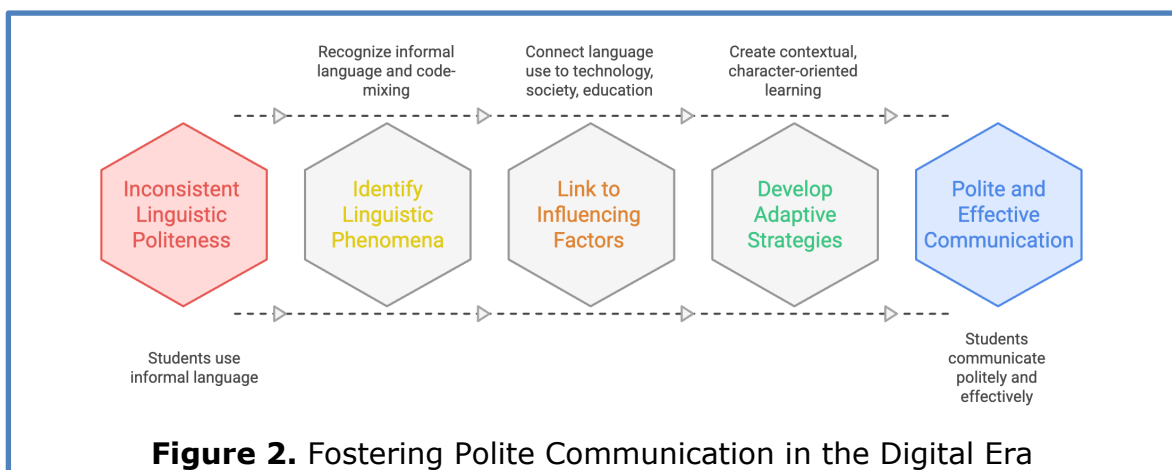 Recognize informal
language and code-
mixing
Connect language
use to technology,
society, education
Create contextual,
character-oriented
learning
Inconsistent
Linguistic
Politeness
Identify
Linguistic
Phenomena
Link to
Influencing
Factors
Develop
Adaptive
Strategies
Polite and
Effective
Communication
Students use
informal language
Students
communicate
politely and
effectively
Figure 2. Fostering Polite Communication in the Digital Era